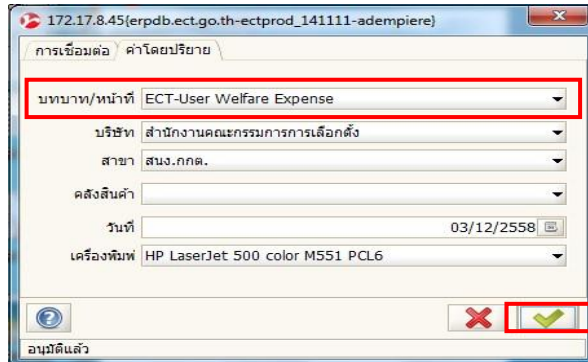 172.17.8.45{erpdb.ect.go.th-ectprod_141111-adempiere}
การเชื่อมต่อ ค่าโดยปริยาย
บทบาท/หน้าที่ ECT-User Welfare Expense
บริษัท สำนักงานคณะกรรมการการเลือกตั้ง
สาขา สนง.กกต.
คลังสินค้า
วันที่ 03/12/2558
เครื่องพิมพ์ HP LaserJet 500 color M551 PCL6
อนุมัติแล้ว